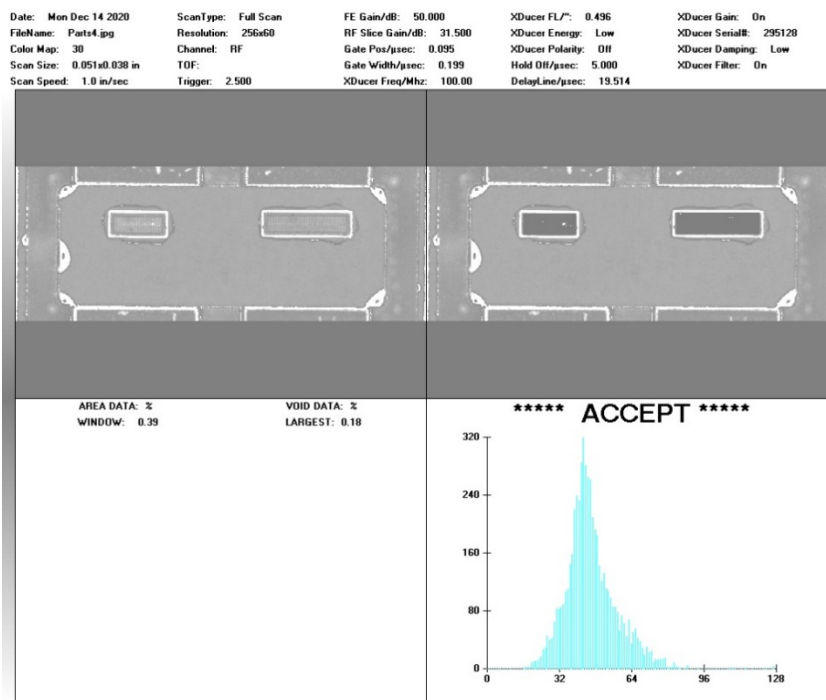 Date: Mon Dec 14 2020 ScanType: Full Scan FE Gain/dB: 50.000 XDucer FL/": 0.496 XDucer Gain: On
FileName: Parts4.jpg Resolution: 256x60 RF Slice Gain/dB: 31.500 XDucer Energy: Low XDucer Serial#: 295128
Color Map: 30 Channel: RF Gate Pos/µsec: 0.095 XDucer Polarity: Off XDucer Damping: Low
Scan Size: 0.051x0.038 in TOF: Gate Width/µsec: 0.199 Hold Off/µsec: 5.000 XDucer Filter: On
Scan Speed: 1.0 in/sec Trigger: 2.500 XDucer Freq/Mhz: 100.00 DelayLine/µsec: 19.514
AREA DATA: % VOID DATA: %
WINDOW: 0.39 LARGEST: 0.18
***** ACCEPT *****
320
240
160
80
0
0 32 64 96 128